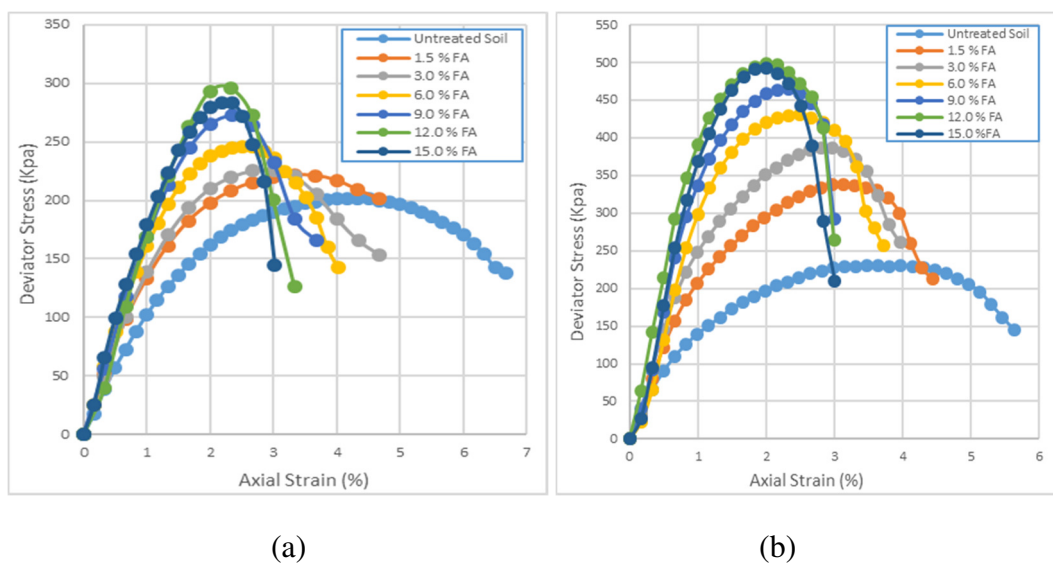 350
300
250
200
150
100
50
0
Deviator Stress (Kpa)
0 1 2 3 4 5 6 7
Axial Strain (%)
Untreated Soil
1.5 % FA
3.0 % FA
6.0 % FA
9.0 % FA
12.0 % FA
15.0 % FA
(a)
550
500
450
400
350
300
250
200
150
100
50
0
Deviator Stress (Kpa)
0 1 2 3 4 5 6
Axial Strain (%)
Untreated Soil
1.5 % FA
3.0 % FA
6.0 % FA
9.0 % FA
12.0 % FA
15.0 %FA
(b)